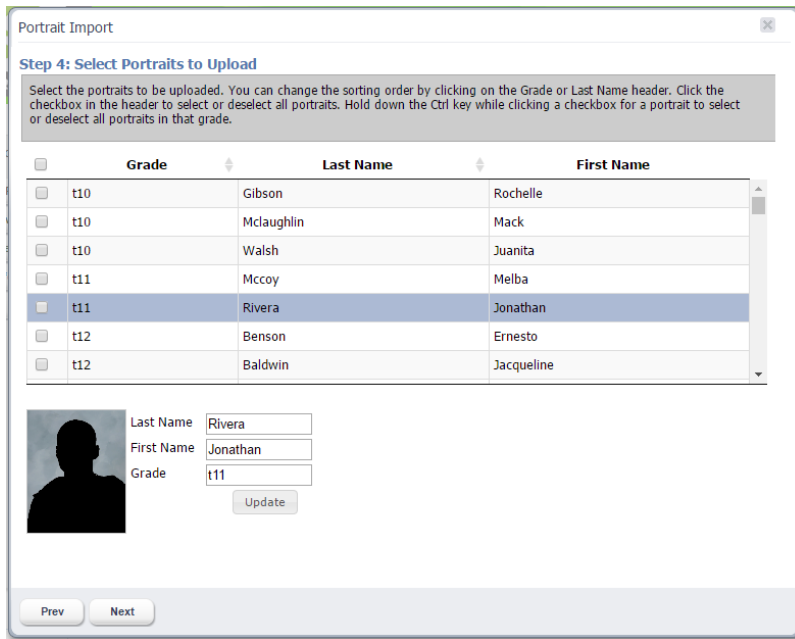 Portrait Import
Step 4: Select Portraits to Upload
Select the portraits to be uploaded. You can change the sorting order by clicking on the Grade or Last Name header. Click the
checkbox in the header to select or deselect all portraits. Hold down the Ctrl key while clicking a checkbox for a portrait to select
or deselect all portraits in that grade.
Grade Last Name First Name
t10 Gibson Rochelle
t10 Mclaughlin Mack
t10 Walsh Juanita
t11 Mccoy Melba
t11 Rivera Jonathan
t12 Benson Ernesto
t12 Baldwin Jacqueline
Last Name Rivera
First Name Jonathan
Grade t11
Update
Prev Next